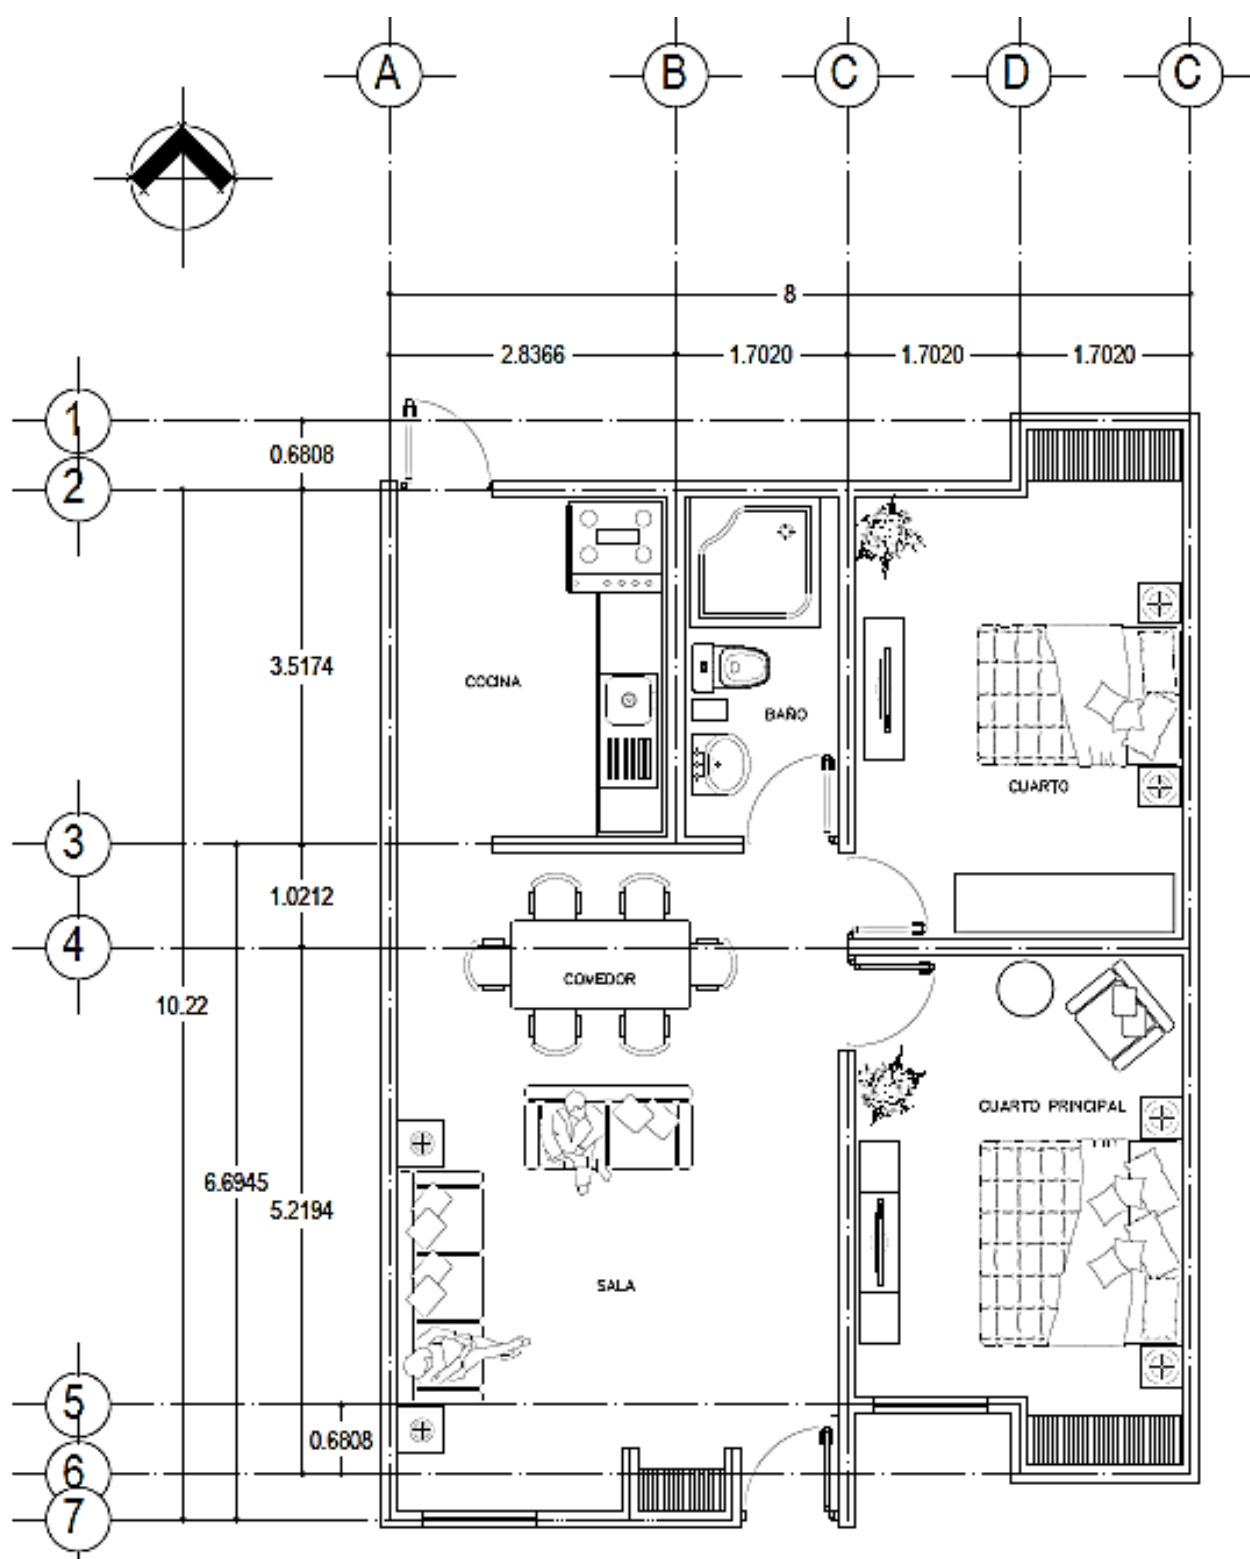 A B C D C
8
2.8366 1.7020 1.7020 1.7020
1
0.6808
2
3.5174
COCINA
BAÑO
CUARTO
3
1.0212
4
COMEDOR
10.22
CUARTO PRINCIPAL
6.6945
5.2194
SALA
5
0.6808
6
7